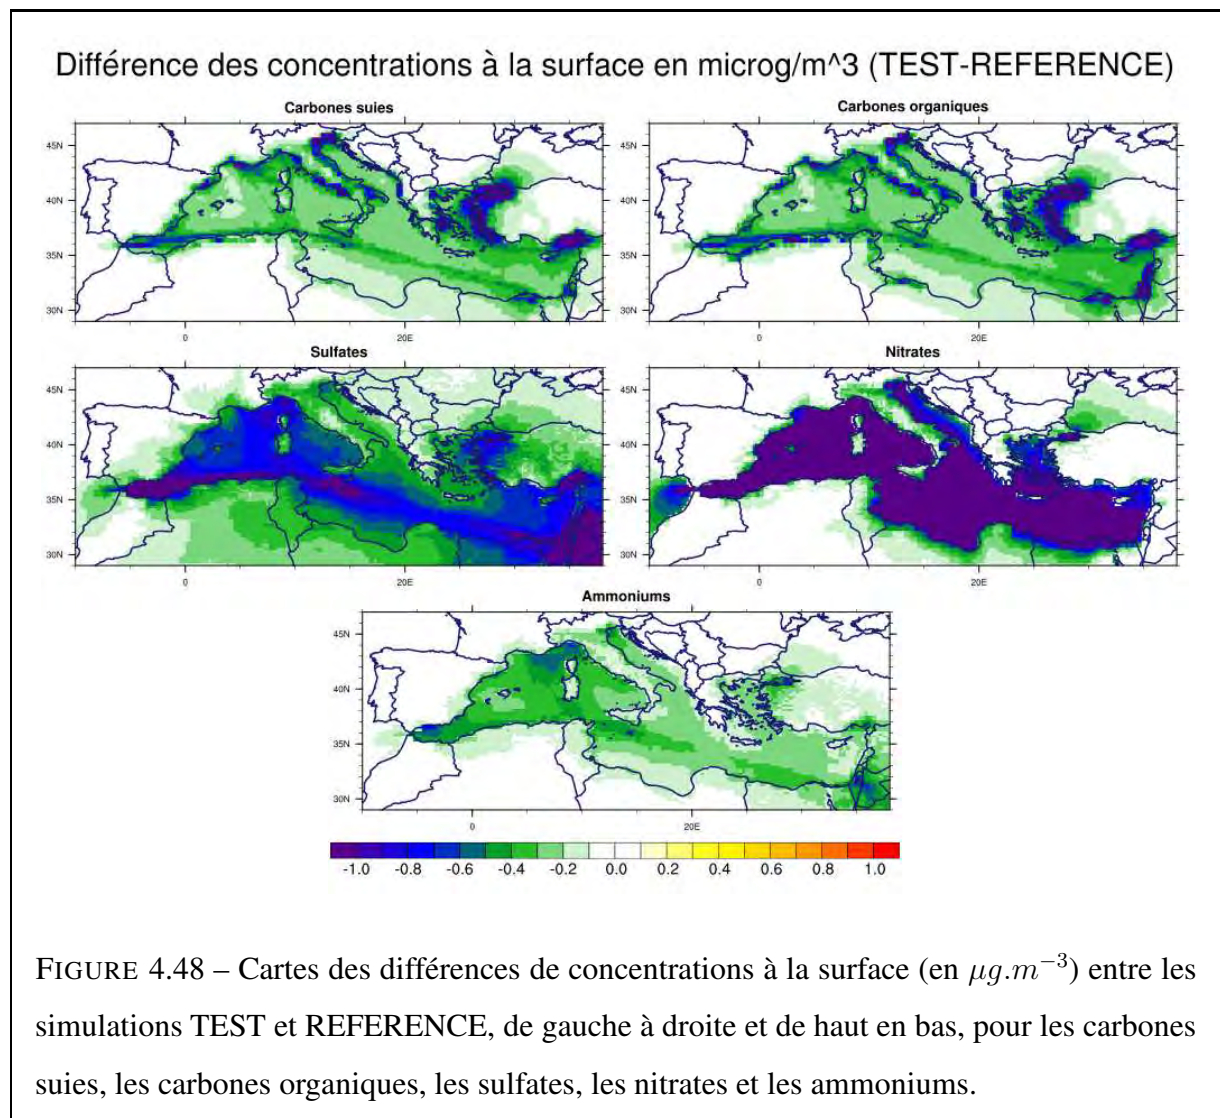 Différence des concentrations à la surface en microg/m^3 (TEST-REFERENCE)
Carbones suies
Carbones organiques
45N
40N
35N
30N
0
20E
45N
40N
35N
30N
0
20E
Sulfates
Nitrates
45N
40N
35N
30N
0
20E
45N
40N
35N
30N
0
20E
Ammoniums
45N
40N
35N
30N
0
20E
-1.0 -0.8 -0.6 -0.4 -0.2 0.0 0.2 0.4 0.6 0.8 1.0
FIGURE 4.48 – Cartes des différences de concentrations à la surface (en µg.m⁻³) entre les
simulations TEST et REFERENCE, de gauche à droite et de haut en bas, pour les carbones
suies, les carbones organiques, les sulfates, les nitrates et les ammoniums.